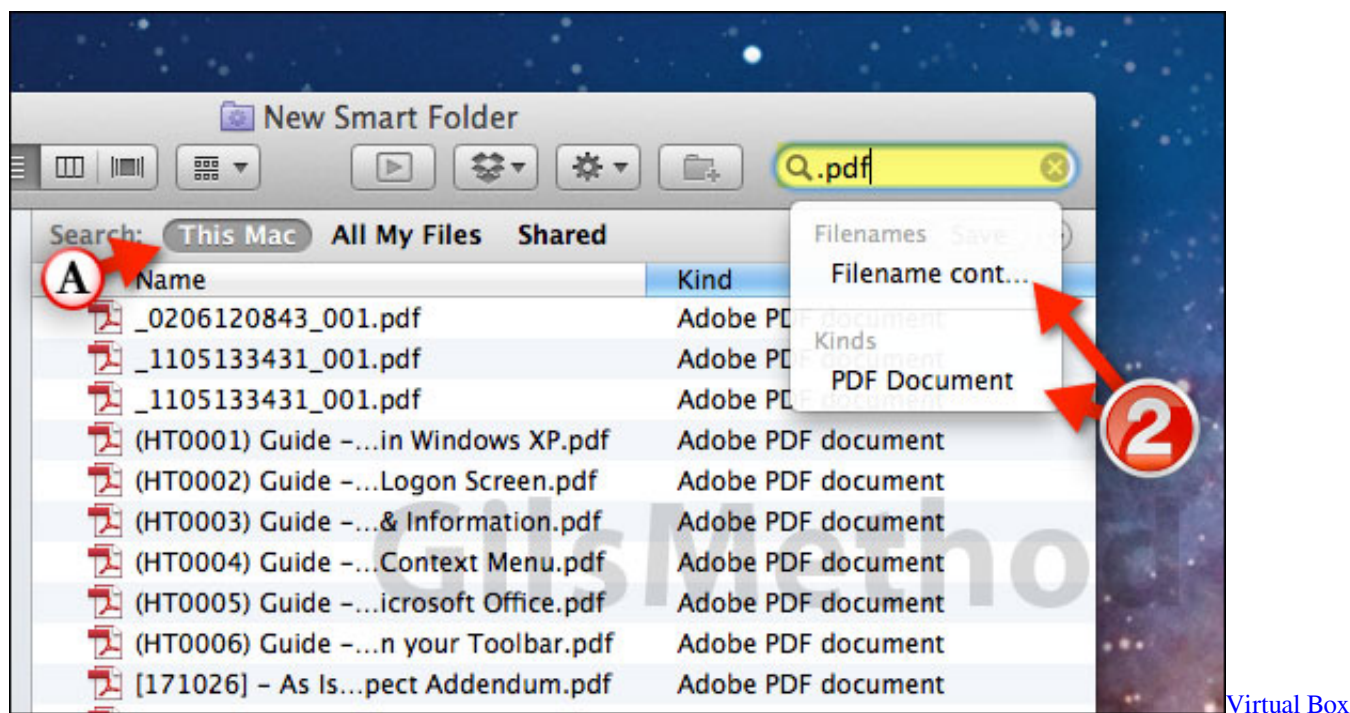 New Smart Folder
.pdf
Search: This Mac All My Files Shared Save
Filenames
Filename cont...
Kinds
PDF Document
A
2
Name Kind
_0206120843_001.pdf Adobe PDF document
_1105133431_001.pdf Adobe PDF document
_1105133431_001.pdf Adobe PDF document
(HT0001) Guide –...in Windows XP.pdf Adobe PDF document
(HT0002) Guide –...Logon Screen.pdf Adobe PDF document
(HT0003) Guide –...& Information.pdf Adobe PDF document
(HT0004) Guide –...Context Menu.pdf Adobe PDF document
(HT0005) Guide –...icrosoft Office.pdf Adobe PDF document
(HT0006) Guide –...n your Toolbar.pdf Adobe PDF document
[171026] – As Is...pect Addendum.pdf Adobe PDF document
GilsMethod
Virtual Box